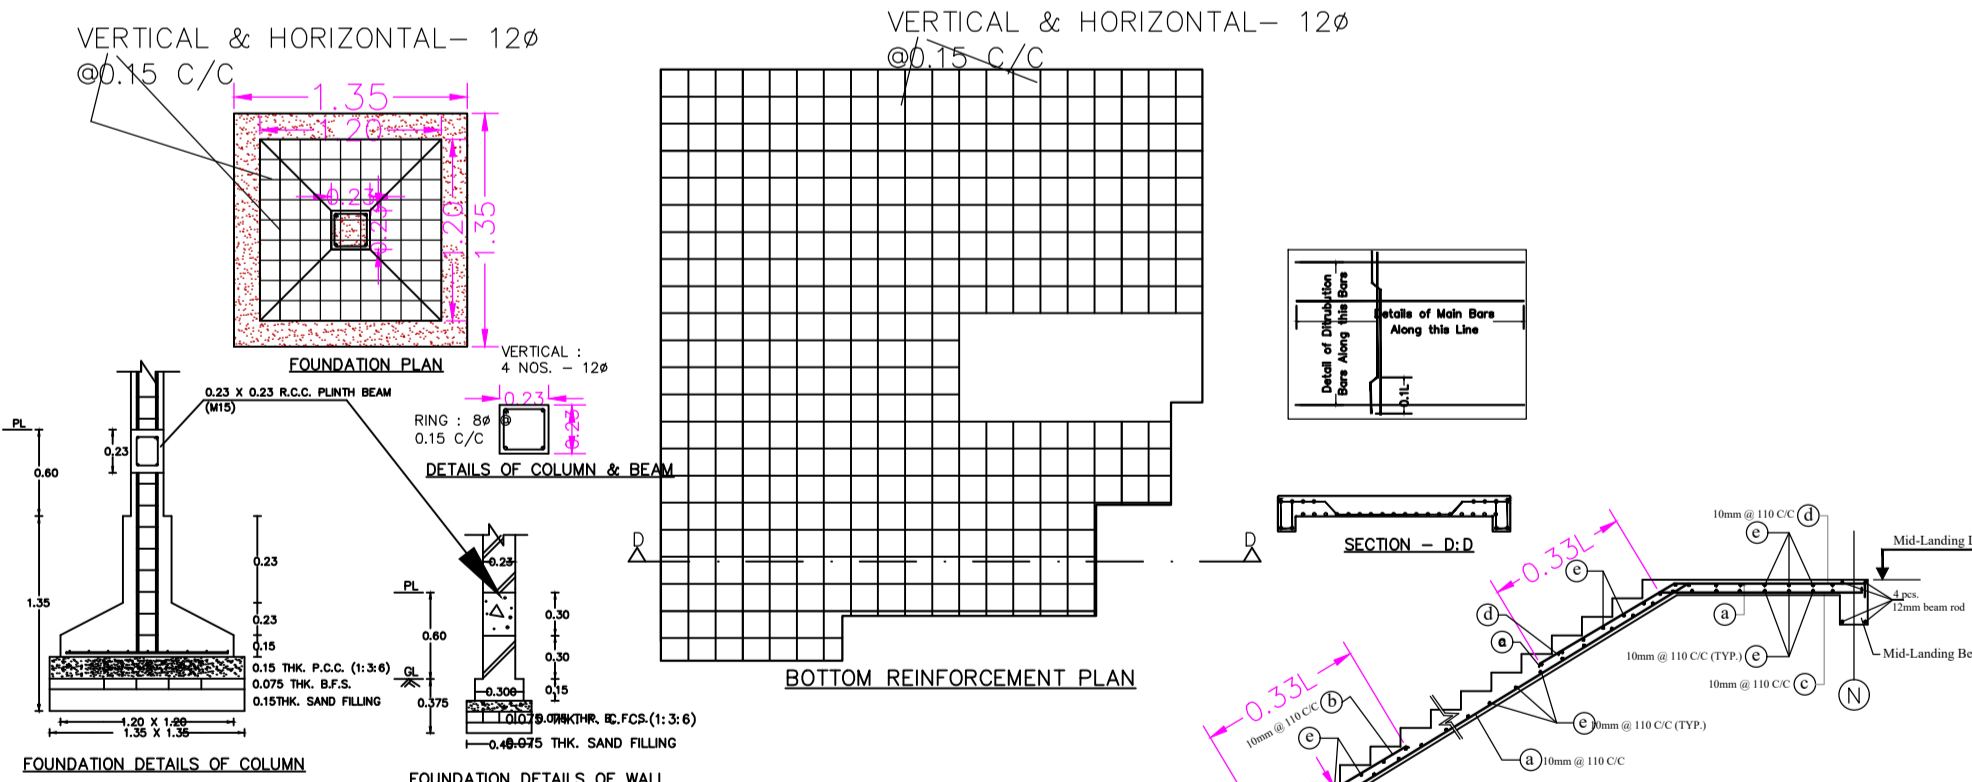 VERTICAL & HORIZONTAL- 12ø
@0.15 C/C
1.35
1.20
0.23
0.23
1.20
1.35
FOUNDATION PLAN
VERTICAL & HORIZONTAL- 12ø
@0.15 C/C
D
D
BOTTOM REINFORCEMENT PLAN
VERTICAL :
4 NOS. - 12ø
0.23
0.23
RING : 8ø @
0.15 C/C
DETAILS OF COLUMN & BEAM
0.23 X 0.23 R.C.C. PLINTH BEAM
(M15)
PL
0.60
0.23
1.35
0.23
0.23
0.15
0.15 THK. P.C.C. (1:3:6)
0.075 THK. B.F.S.
0.15THK. SAND FILLING
1.20 X 1.20
1.35 X 1.35
FOUNDATION DETAILS OF COLUMN
0.23
PL
0.60
0.30
0.30
GL
0.15
0.300
0.375
(1:3:6)
0.075 THK. SAND FILLING
FOUNDATION DETAILS OF WALL
Detail of Ditrubution
Bars Along this Bars
Details of Main Bars
Along this Line
0.1L
SECTION - D:D
0.33L
0.33L
10mm @ 110 C/C d
e
Mid-Landing
4 pcs.
12mm beam rod
e
d
a
10mm @ 110 C/C (TYP.) e
Mid-Landing Be
10mm @ 110 C/C c
N
10mm @ 110 C/C b
e
e 10mm @ 110 C/C (TYP.)
a 10mm @ 110 C/C